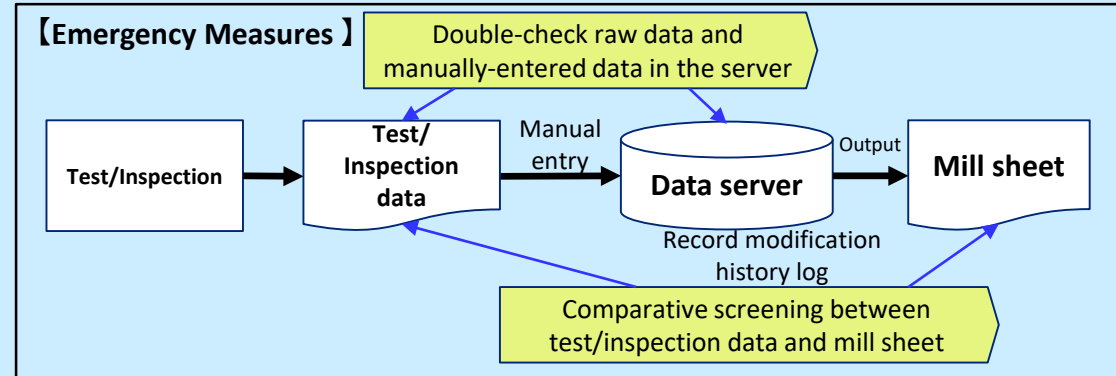 【Emergency Measures 】
Double-check raw data and
manually-entered data in the server
Test/Inspection
Test/
Inspection
data
Manual
entry
Data server
Output
Mill sheet
Record modification
history log
Comparative screening between
test/inspection data and mill sheet